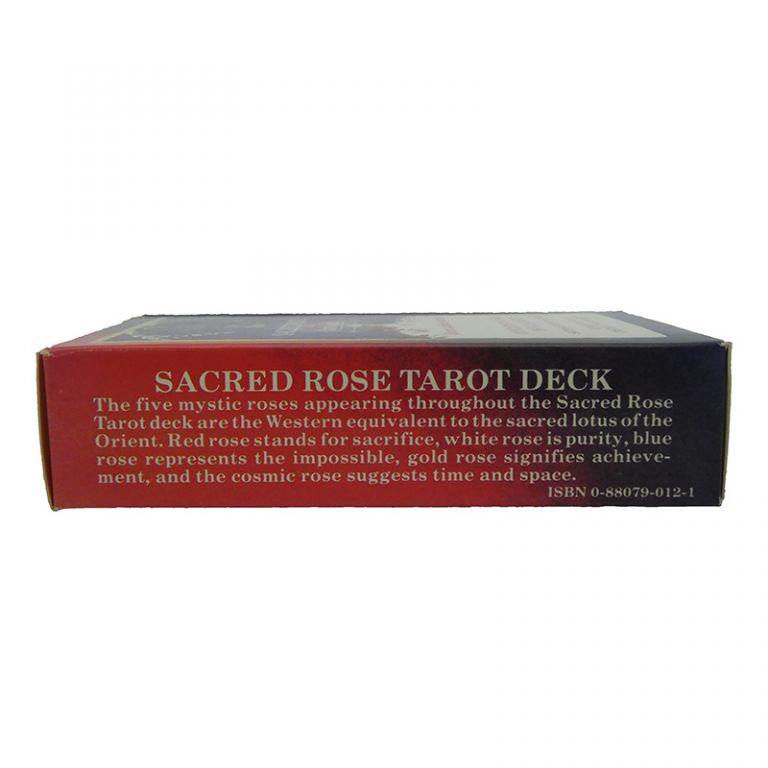 SACRED ROSE TAROT DECK
The five mystic roses appearing throughout the Sacred Rose
Tarot deck are the Western equivalent to the sacred lotus of the
Orient. Red rose stands for sacrifice, white rose is purity, blue
rose represents the impossible, gold rose signifies achieve-
ment, and the cosmic rose suggests time and space.
ISBN 0-88079-012-1